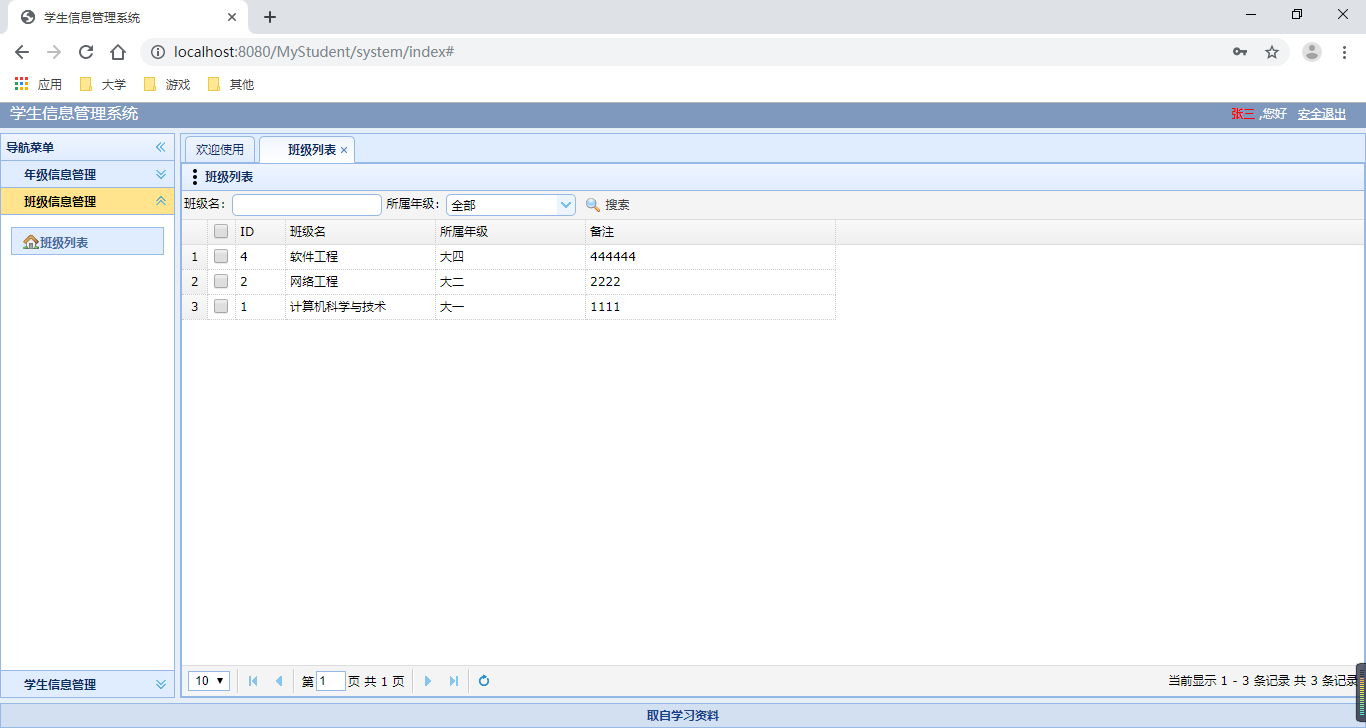 学生信息管理系统
localhost:8080/MyStudent/system/index#
应用 大学 游戏 其他
学生信息管理系统 张三 ,您好 安全退出
导航菜单
年级信息管理
班级信息管理
班级列表
学生信息管理
欢迎使用 班级列表
班级列表
班级名： 所属年级： 全部 搜索
ID 班级名 所属年级 备注
1 4 软件工程 大四 444444
2 2 网络工程 大二 2222
3 1 计算机科学与技术 大一 1111
10 第 1 页 共 1 页 当前显示 1 - 3 条记录 共 3 条记录
取自学习资料